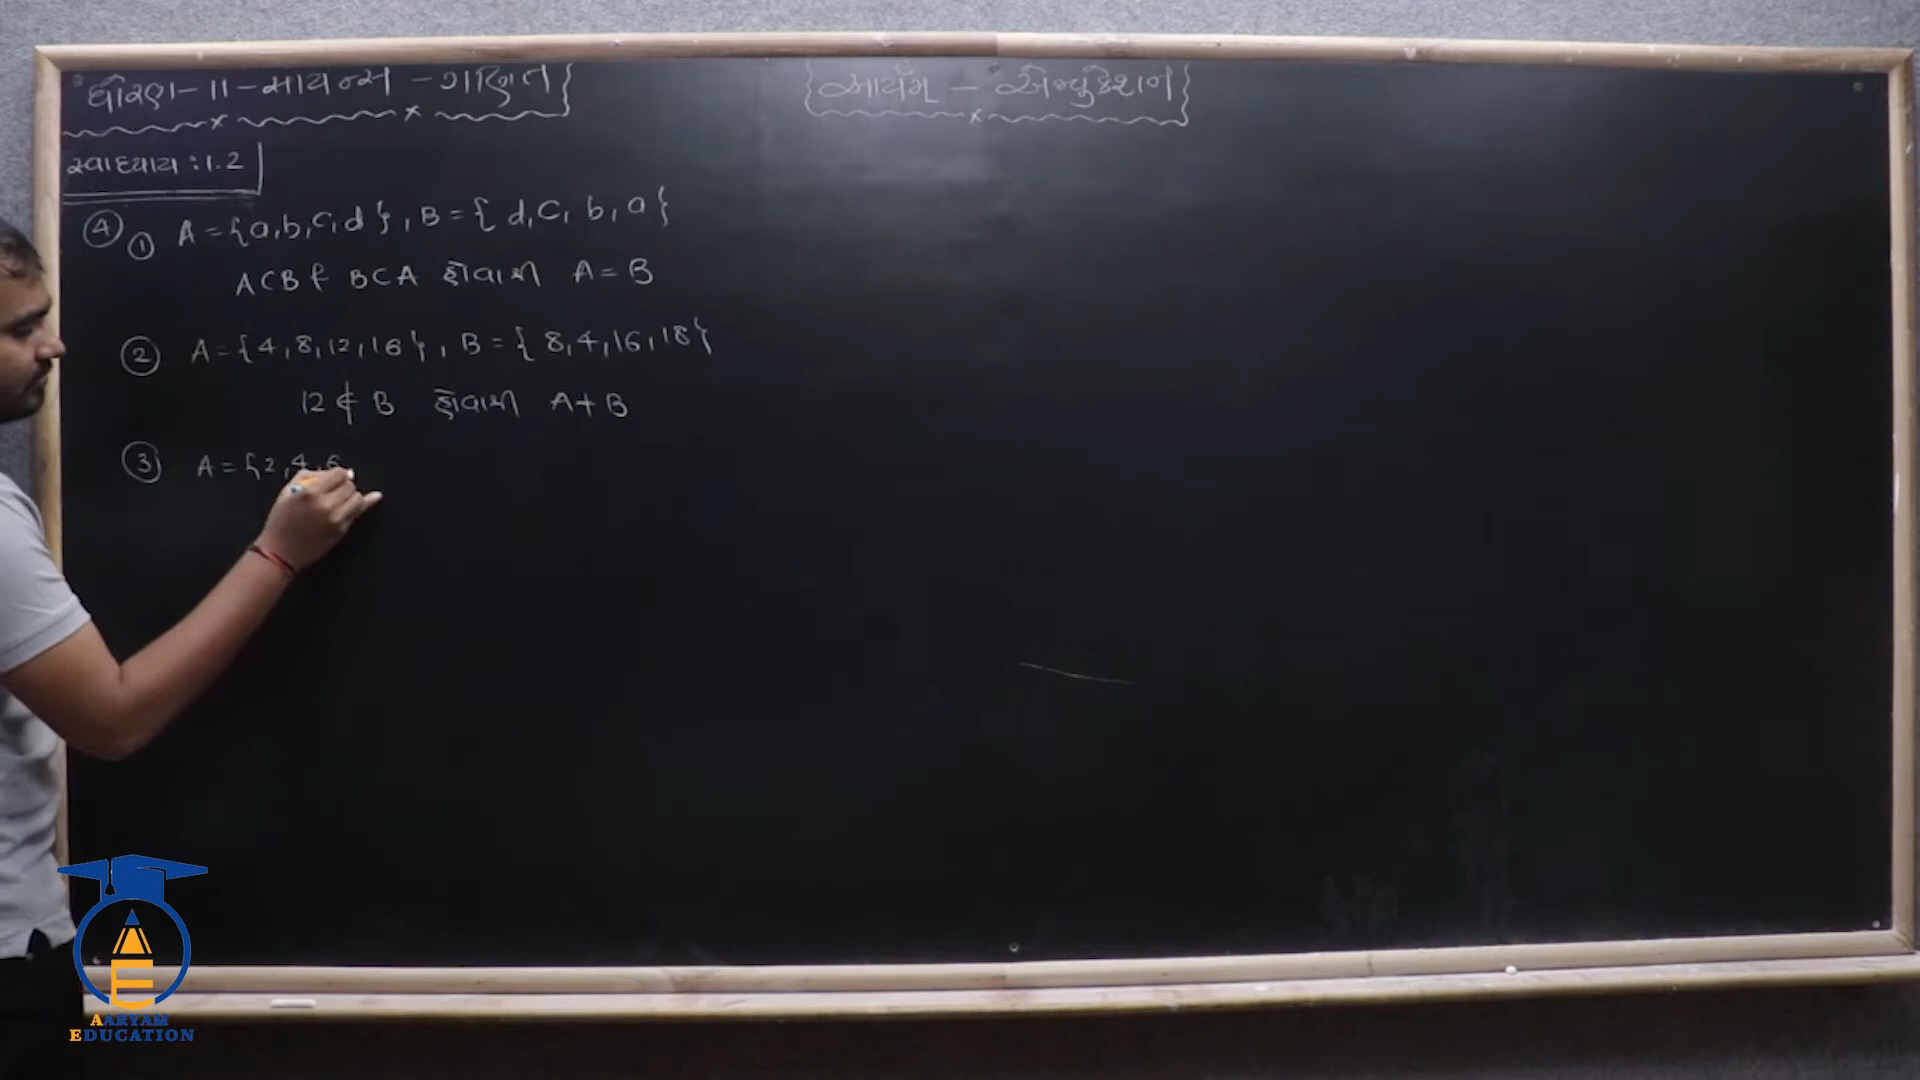 ધોરણ-11-સાયન્સ - ગણિત
આર્યમ્ - એજ્યુકેશન
સ્વાધ્યાય : 1.2
④ ① A = {a, b, c, d}, B = { d, c, b, a }
A ⊂ B & B ⊂ A હોવાથી A = B
② A = {4, 8, 12, 16}, B = { 8, 4, 16, 18}
12 ∉ B હોવાથી A ≠ B
③ A = {2, 4, 6
AARYAM
EDUCATION